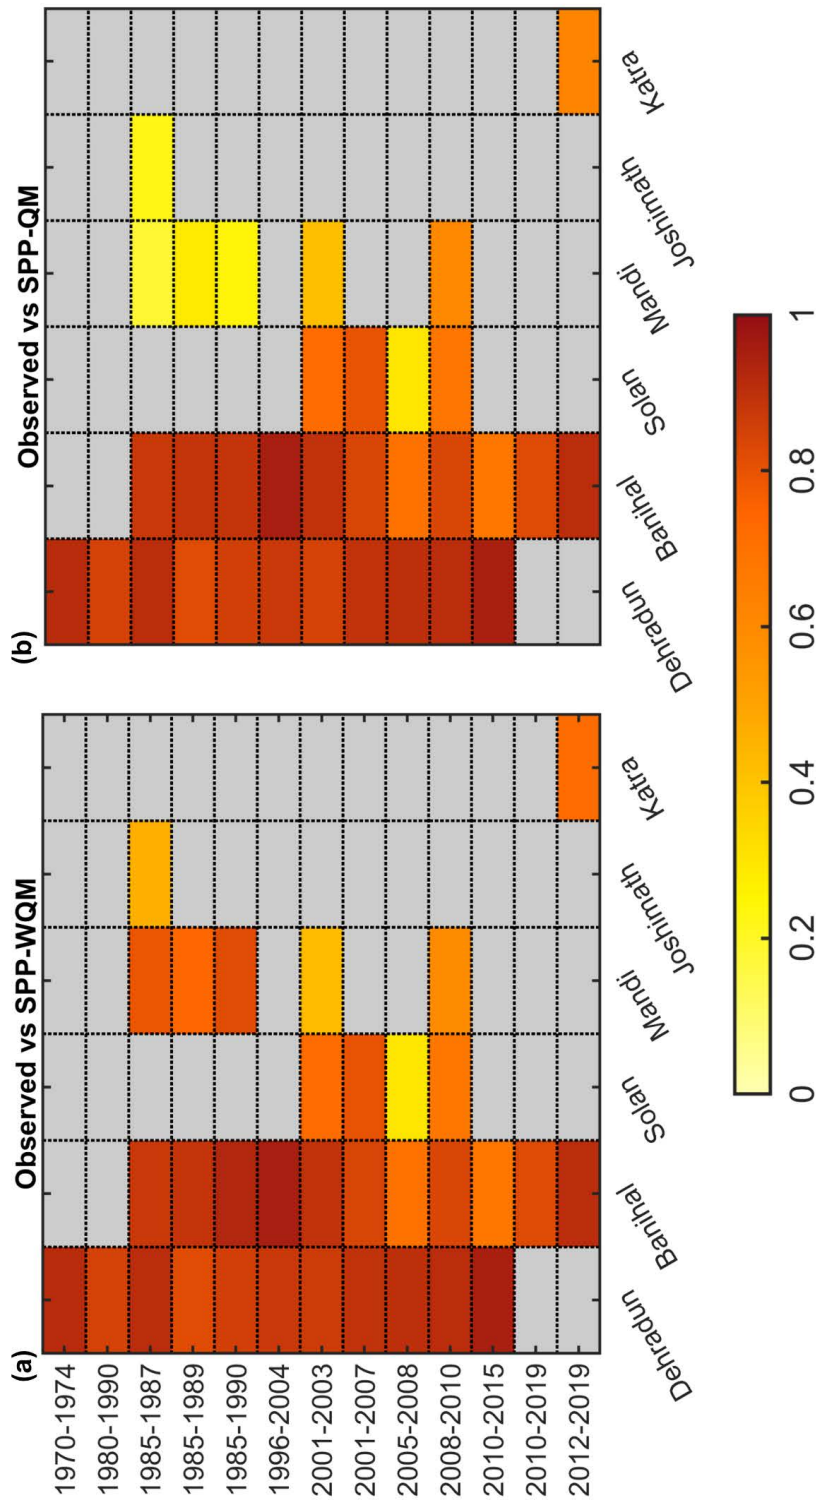 (a)
Observed vs SPP-WQM
1970-1974
1980-1990
1985-1987
1985-1989
1985-1990
1996-2004
2001-2003
2001-2007
2005-2008
2008-2010
2010-2015
2010-2019
2012-2019
Dehradun
Banihal
Solan
Mandi
Joshimath
Katra
(b)
Observed vs SPP-QM
Dehradun
Banihal
Solan
Mandi
Joshimath
Katra
0
0.2
0.4
0.6
0.8
1